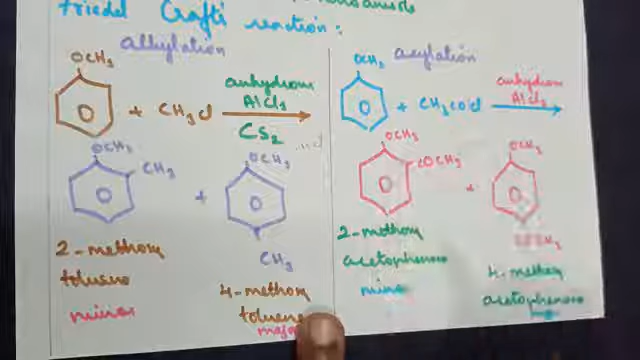 Friedel Crafts reaction:
alkylation
OCH3
+ CH3Cl
anhydrous
AlCl3
CS2
OCH3
CH3
+
OCH3
CH3
2-methoxy
toluene
minor
4-methoxy
toluene
major
acylation
OCH3
+ CH3COCl
anhydrous
AlCl3
OCH3
COCH3
+
OCH3
COCH3
2-methoxy
acetophenone
minor
4-methoxy
acetophenone